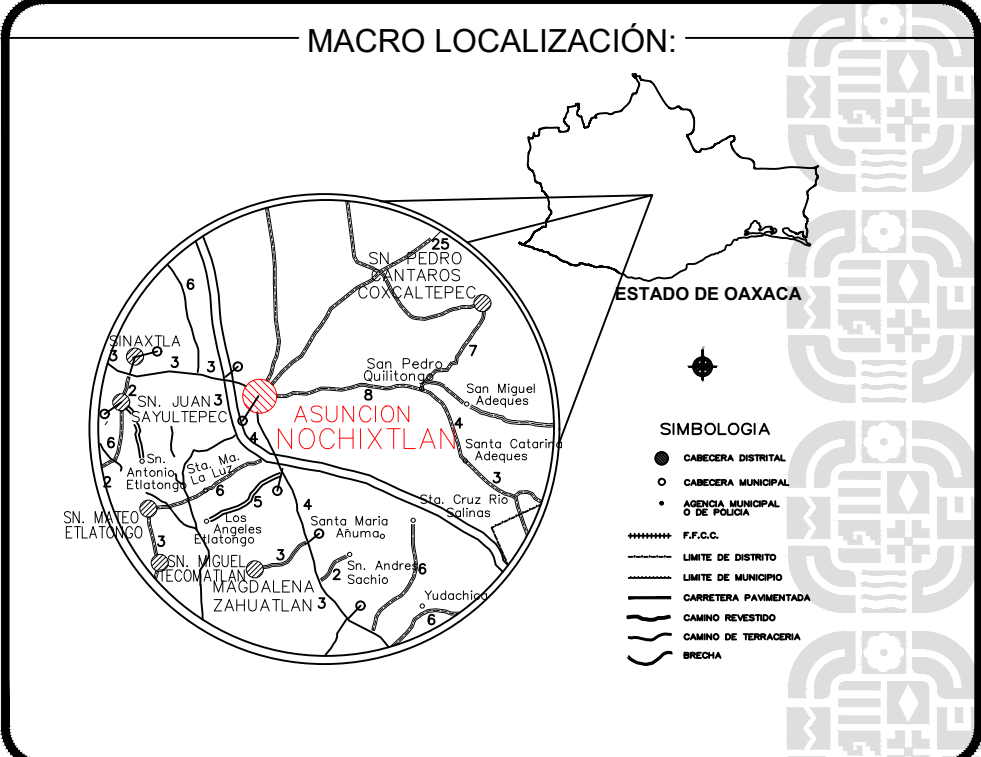 MACRO LOCALIZACIÓN:
ESTADO DE OAXACA
25
SN. PEDRO
CANTAROS
COXCALTEPEC
6
SINAXTLA
3
3
3
7
San Pedro
Quilitongo
8
San Miguel
Adeques
2
SN. JUAN
SAYULTEPEC
3
ASUNCION
NOCHIXTLAN
4
4
6
Santa Catarina
Adeques
Sn.
Antonio
Etlatongo
Sta. Ma.
La Luz
2
6
3
5
4
Sta. Cruz Rio
Salinas
SN. MATEO
ETLATONGO
Los
Angeles
Etlatongo
Santa Maria
Añuma
3
3
SN. MIGUEL
TECOMATLAN
MAGDALENA
ZAHUATLAN
2
Sn. Andres
Sachio
6
3
Yudachico
6
SIMBOLOGIA
CABECERA DISTRITAL
CABECERA MUNICIPAL
AGENCIA MUNICIPAL
O DE POLICIA
F.F.C.C.
LIMITE DE DISTRITO
LIMITE DE MUNICIPIO
CARRETERA PAVIMENTADA
CAMINO REVESTIDO
CAMINO DE TERRACERIA
BRECHA